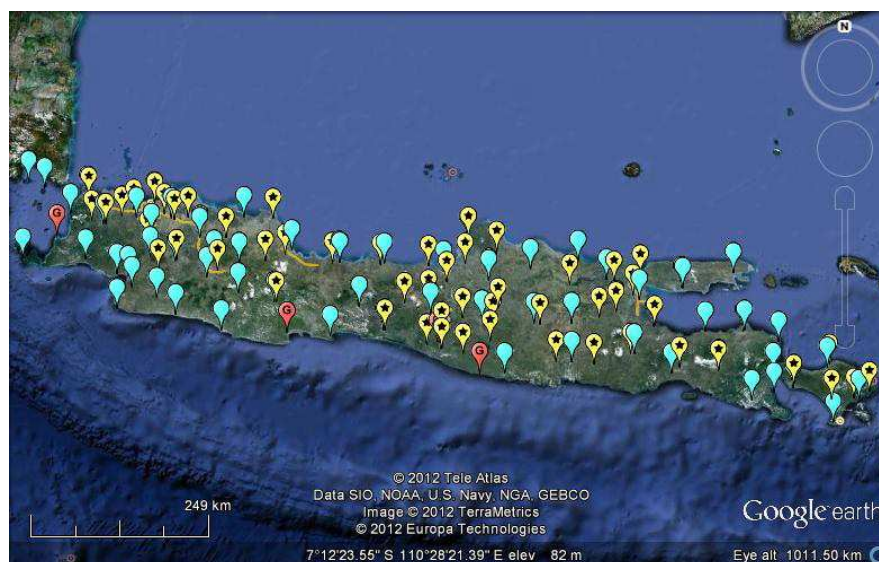 N
G
G
G
© 2012 Tele Atlas
Data SIO, NOAA, U.S. Navy, NGA, GEBCO
Image © 2012 TerraMetrics
© 2012 Europa Technologies
249 km
Google earth
7°12'23.55" S 110°28'21.39" E elev 82 m Eye alt 1011.50 km